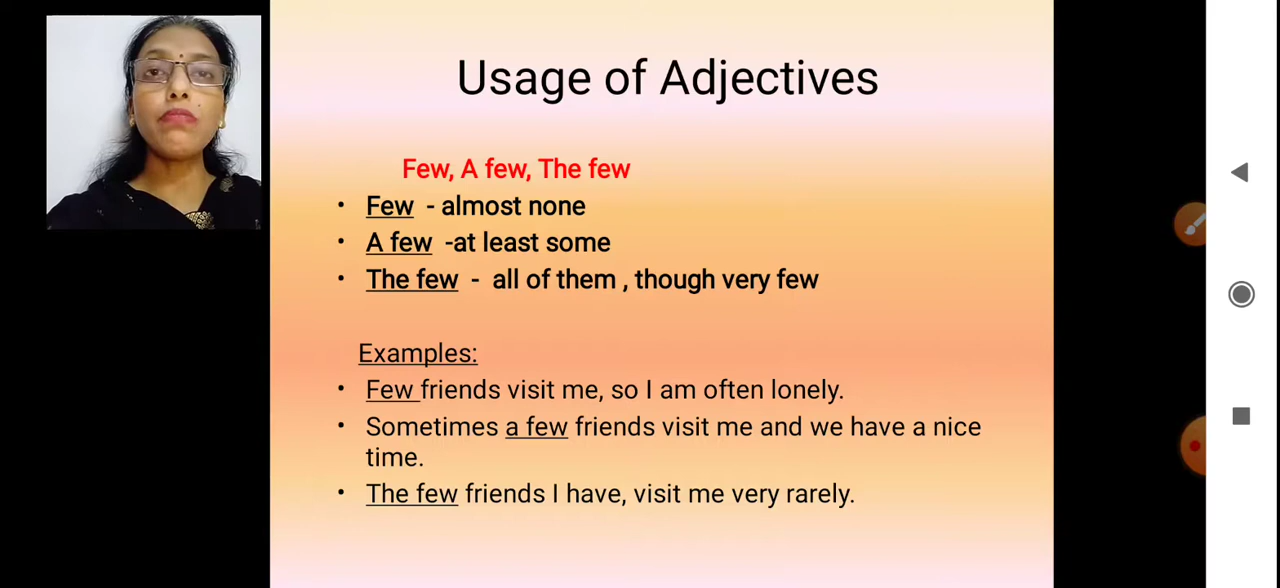 Usage of Adjectives
Few, A few, The few
• Few - almost none
• A few -at least some
• The few - all of them , though very few
Examples:
• Few friends visit me, so I am often lonely.
• Sometimes a few friends visit me and we have a nice
time.
• The few friends I have, visit me very rarely.